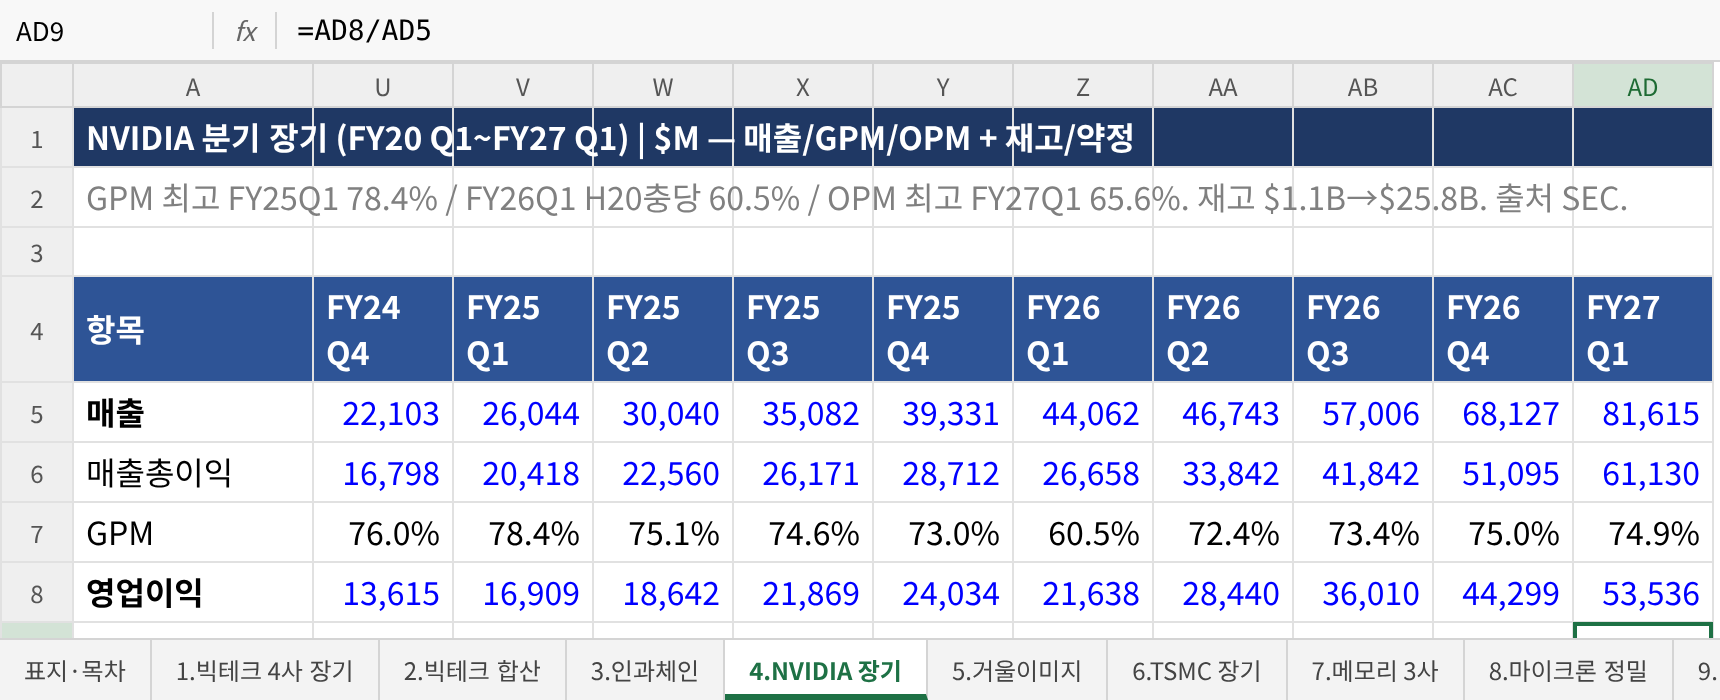 AD9 fx =AD8/AD5
A U V W X Y Z AA AB AC AD
1 NVIDIA 분기 장기 (FY20 Q1~FY27 Q1) | $M — 매출/GPM/OPM + 재고/약정
2 GPM 최고 FY25Q1 78.4% / FY26Q1 H20충당 60.5% / OPM 최고 FY27Q1 65.6%. 재고 $1.1B→$25.8B. 출처 SEC.
3
4 항목 FY24 Q4 FY25 Q1 FY25 Q2 FY25 Q3 FY25 Q4 FY26 Q1 FY26 Q2 FY26 Q3 FY26 Q4 FY27 Q1
5 매출 22,103 26,044 30,040 35,082 39,331 44,062 46,743 57,006 68,127 81,615
6 매출총이익 16,798 20,418 22,560 26,171 28,712 26,658 33,842 41,842 51,095 61,130
7 GPM 76.0% 78.4% 75.1% 74.6% 73.0% 60.5% 72.4% 73.4% 75.0% 74.9%
8 영업이익 13,615 16,909 18,642 21,869 24,034 21,638 28,440 36,010 44,299 53,536
표지·목차 1.빅테크 4사 장기 2.빅테크 합산 3.인과체인 4.NVIDIA 장기 5.거울이미지 6.TSMC 장기 7.메모리 3사 8.마이크론 정밀 9.